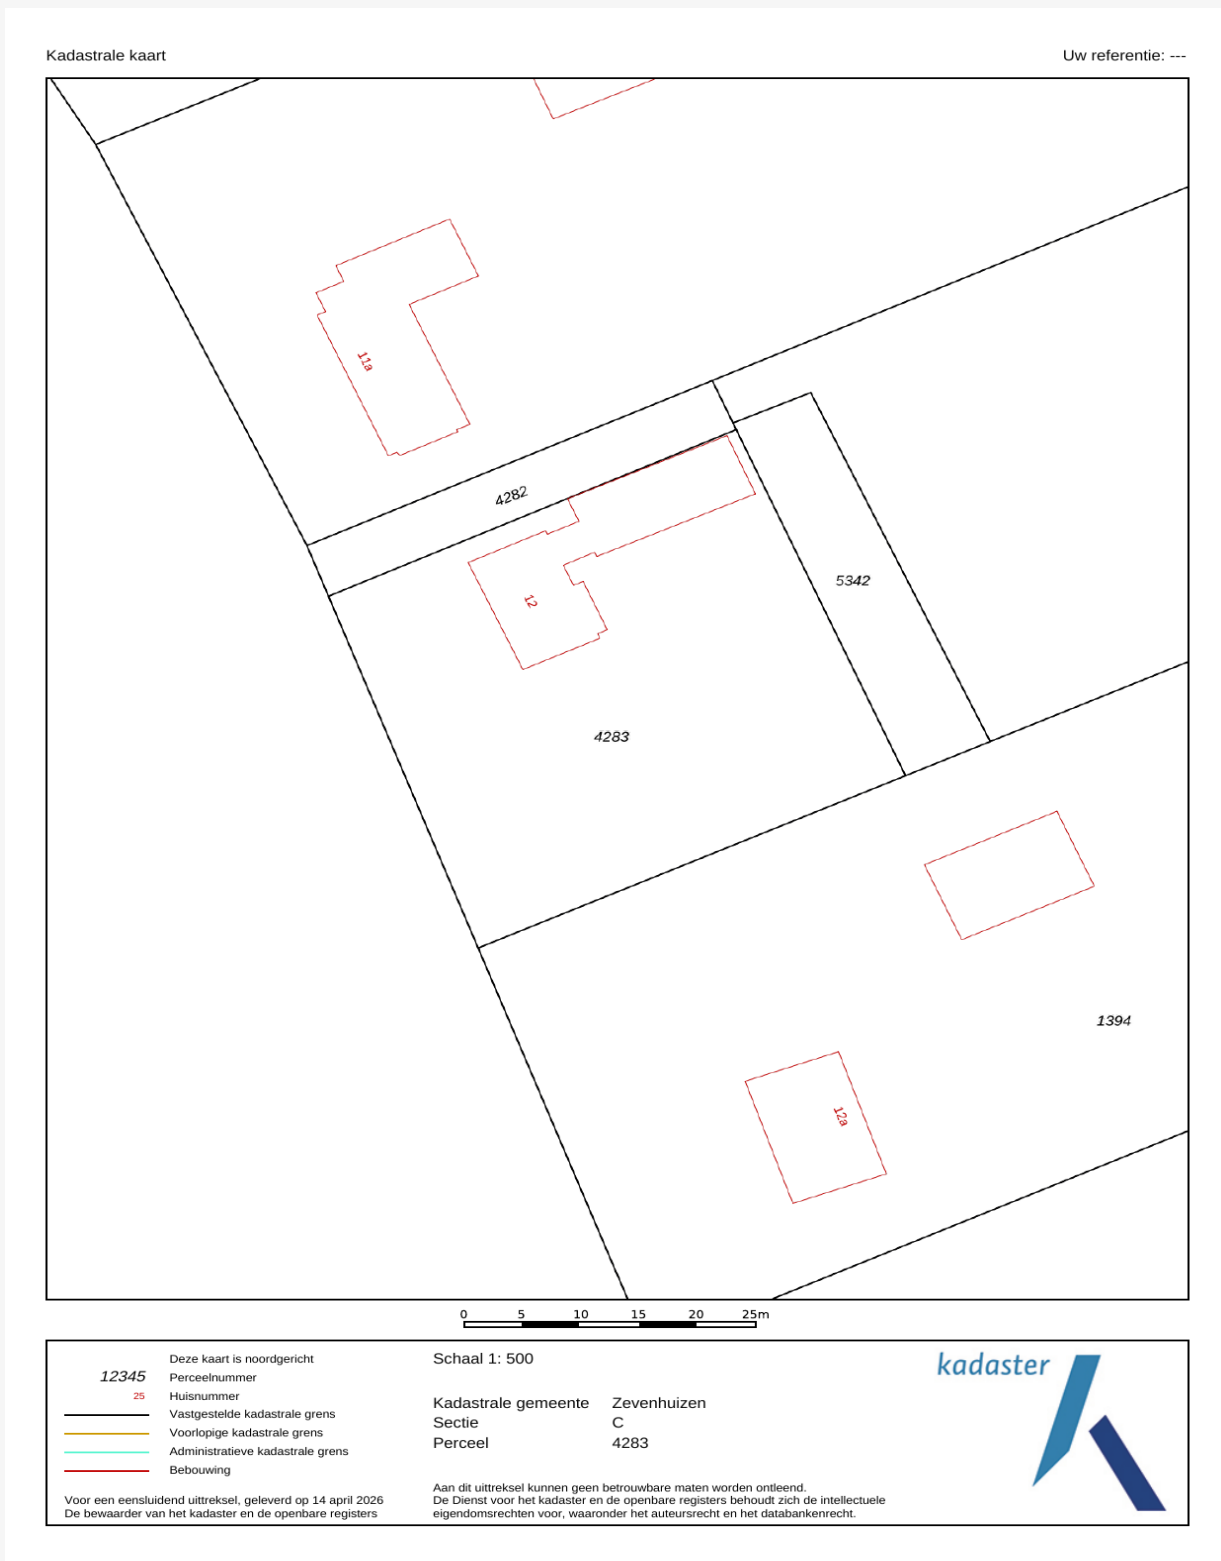 Kadastrale kaart
Uw referentie: ---
11a
4282
12
5342
4283
1394
12a
0 5 10 15 20 25m
Deze kaart is noordgericht
12345 Perceelnummer
25 Huisnummer
Vastgestelde kadastrale grens
Voorlopige kadastrale grens
Administratieve kadastrale grens
Bebouwing
Voor een eensluidend uittreksel, geleverd op 14 april 2026
De bewaarder van het kadaster en de openbare registers
Schaal 1: 500
Kadastrale gemeente Zevenhuizen
Sectie C
Perceel 4283
Aan dit uittreksel kunnen geen betrouwbare maten worden ontleend.
De Dienst voor het kadaster en de openbare registers behoudt zich de intellectuele
eigendomsrechten voor, waaronder het auteursrecht en het databankenrecht.
kadaster